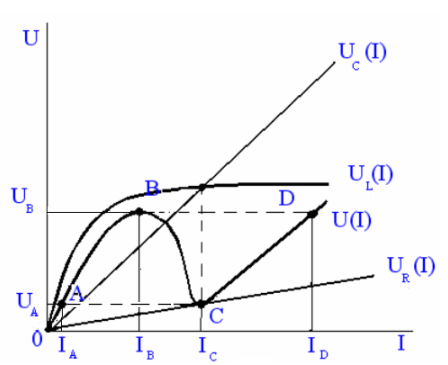 U
U_C (I)
B
U_L(I)
U_B
D
U(I)
U_R(I)
U_A
A
C
0
I_A
I_B
I_C
I_D
I